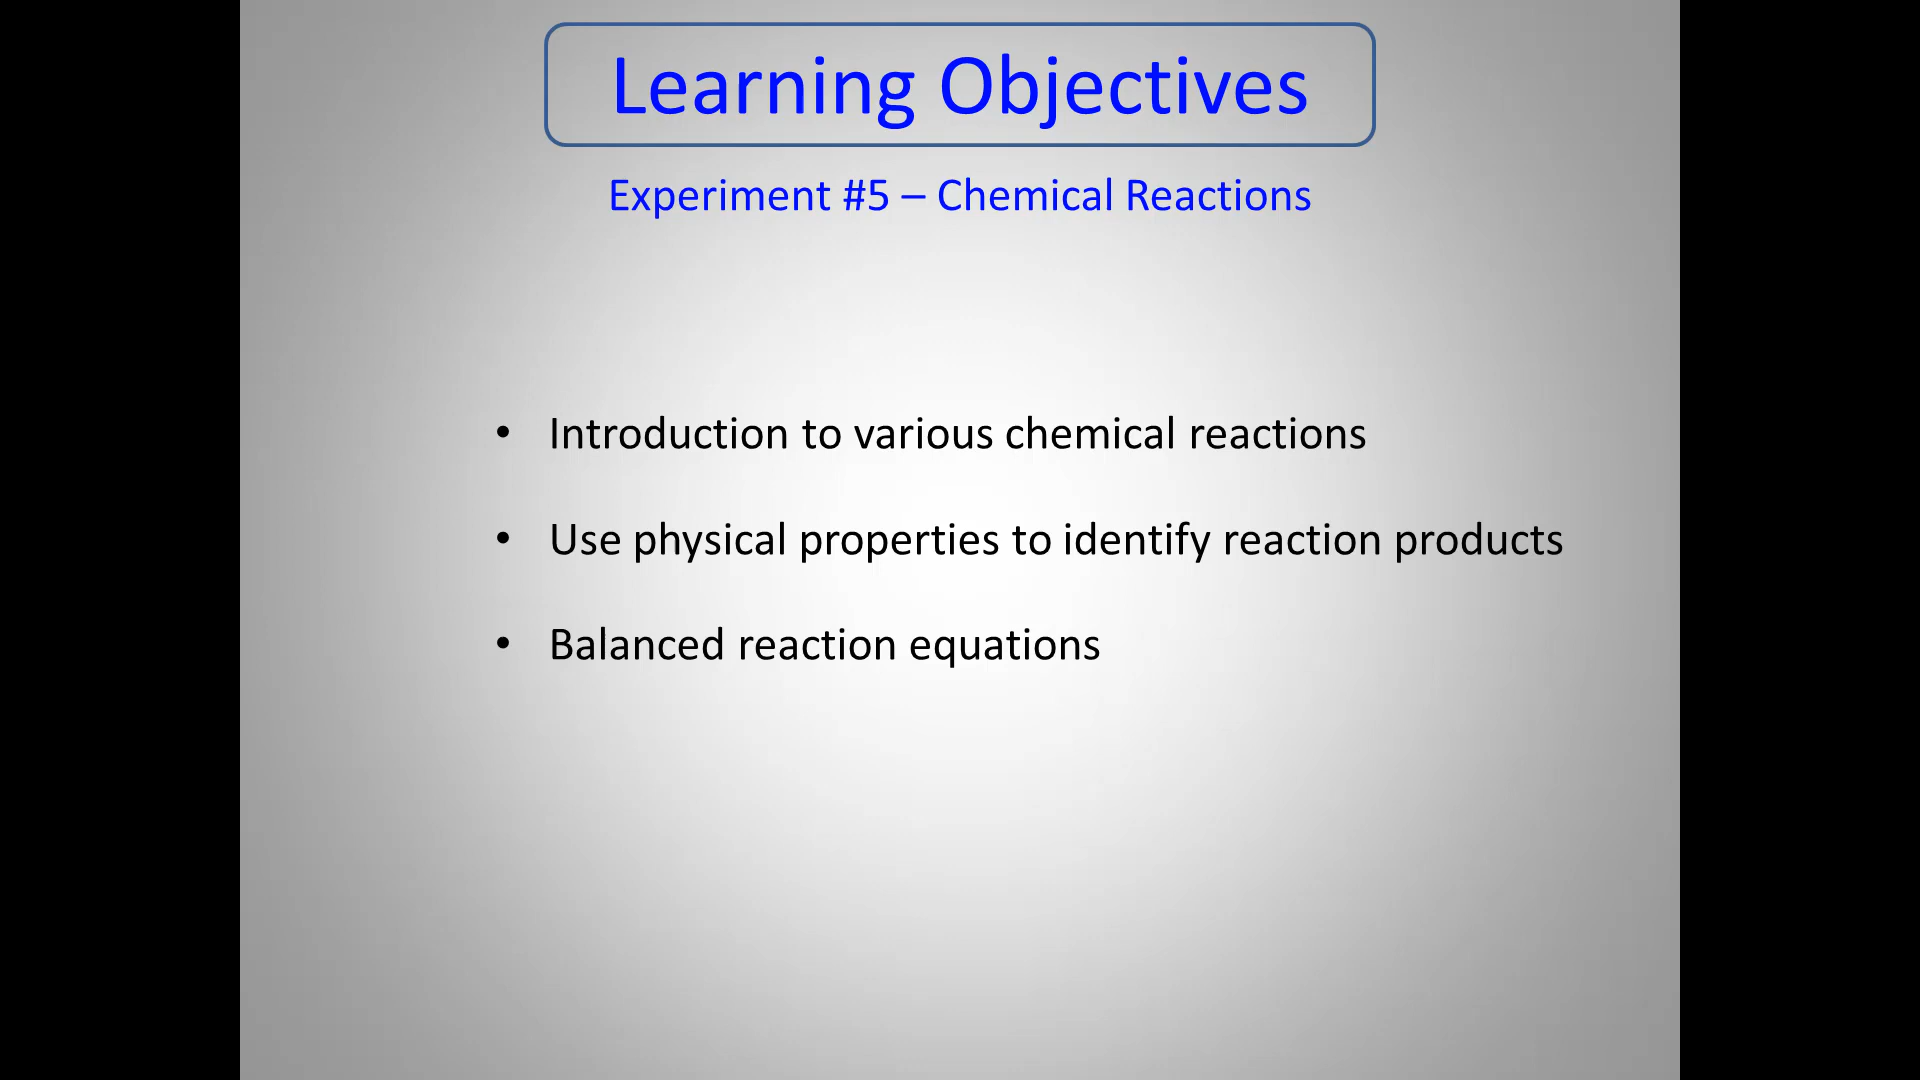 Learning Objectives
Experiment #5 – Chemical Reactions
• Introduction to various chemical reactions
• Use physical properties to identify reaction products
• Balanced reaction equations